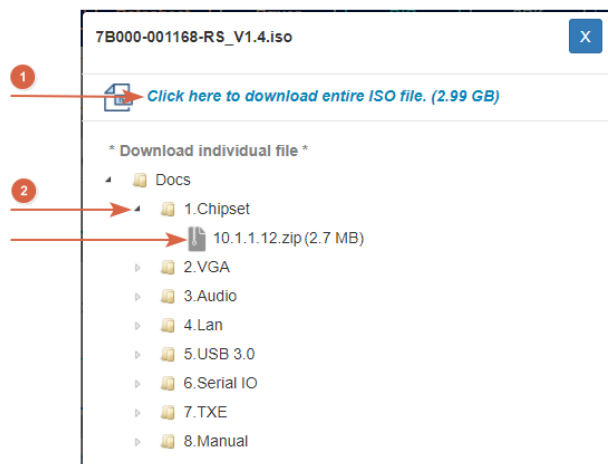 7B000-001168-RS_V1.4.iso
X
1
Click here to download entire ISO file. (2.99 GB)
* Download individual file *
Docs
2
1.Chipset
10.1.1.12.zip (2.7 MB)
2.VGA
3.Audio
4.Lan
5.USB 3.0
6.Serial IO
7.TXE
8.Manual